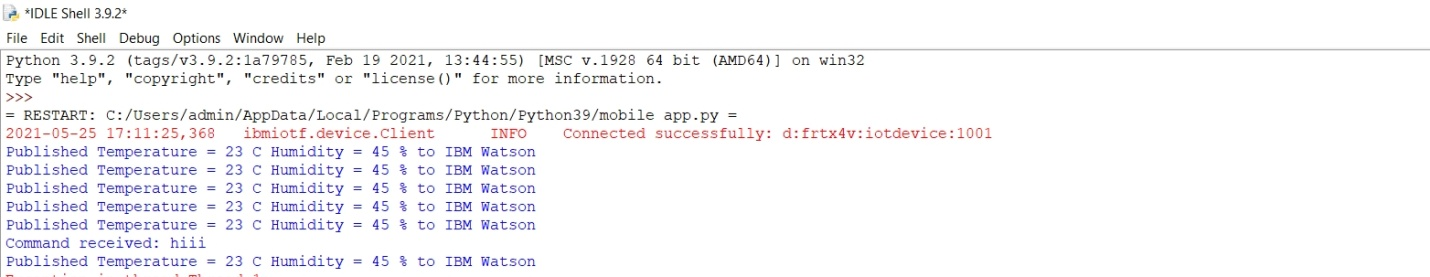 *IDLE Shell 3.9.2*
File Edit Shell Debug Options Window Help
Python 3.9.2 (tags/v3.9.2:1a79785, Feb 19 2021, 13:44:55) [MSC v.1928 64 bit (AMD64)] on win32
Type "help", "copyright", "credits" or "license()" for more information.
>>>
= RESTART: C:/Users/admin/AppData/Local/Programs/Python/Python39/mobile app.py =
2021-05-25 17:11:25,368   ibmiotf.device.Client      INFO    Connected successfully: d:frtx4v:iotdevice:1001
Published Temperature = 23 C Humidity = 45 % to IBM Watson
Published Temperature = 23 C Humidity = 45 % to IBM Watson
Published Temperature = 23 C Humidity = 45 % to IBM Watson
Published Temperature = 23 C Humidity = 45 % to IBM Watson
Published Temperature = 23 C Humidity = 45 % to IBM Watson
Command received: hiii
Published Temperature = 23 C Humidity = 45 % to IBM Watson